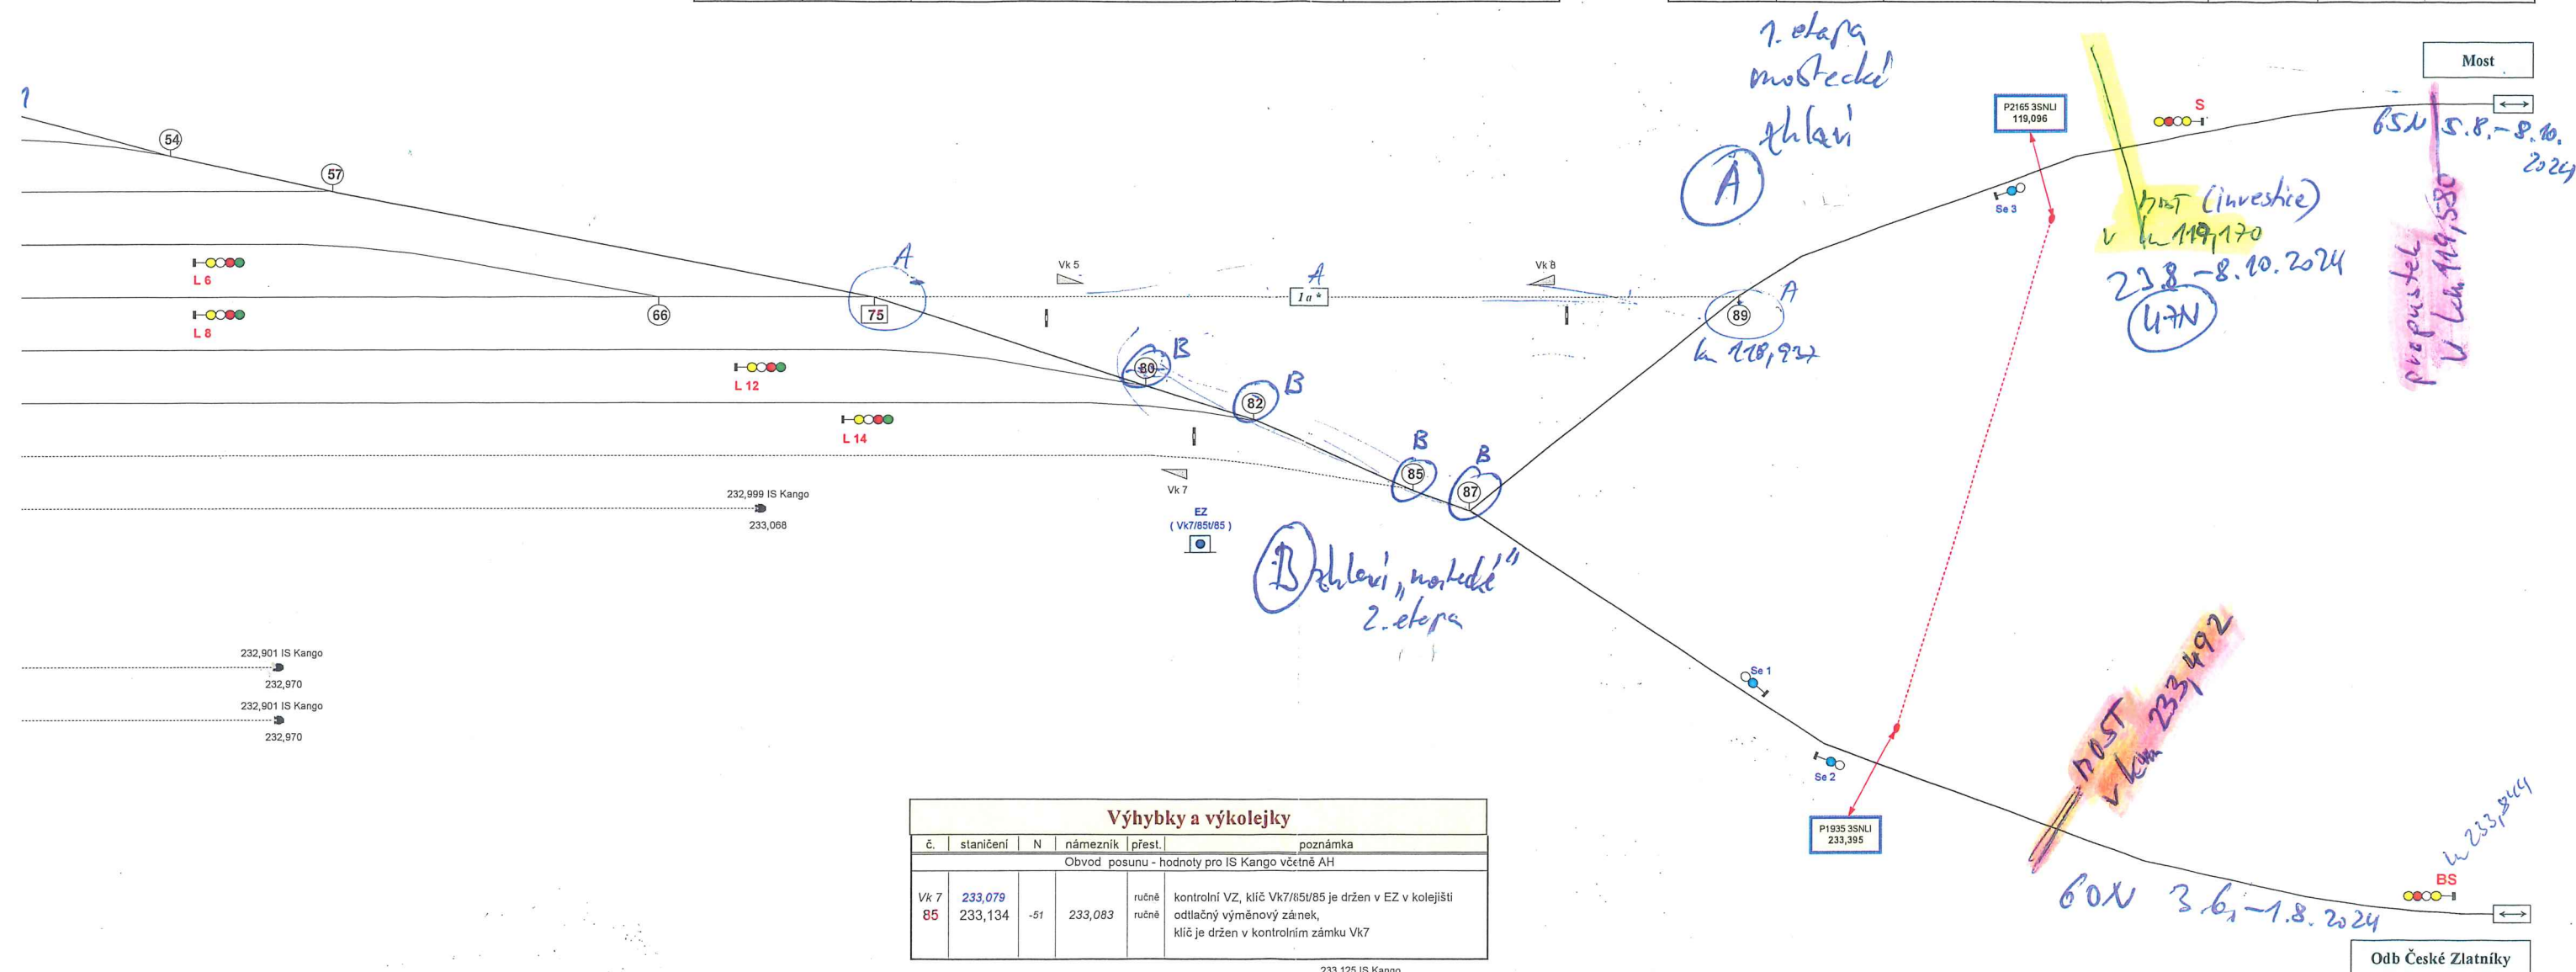 1
1. etapa
mostecké
zhlaví
A
Most
P2165 3SNLI
119,096
S
65N 5.8.-8.10.
2024
propustek
v km 119,580
54
57
Se 3
MOST (investice)
v km 119,170
23.8 - 8.10.2024
47N
L 6
A
Vk 5
A
1a*
Vk 8
A
L 8
66
75
89
km 118,937
80
B
L 12
82
B
L 14
B
85
B
87
Vk 7
232,999 IS Kango
233,068
EZ
( Vk7/85t/85 )
B zhlaví „mostecké"
2. etapa
232,901 IS Kango
232,970
232,901 IS Kango
232,970
Se 1
Se 2
MOST
v km 233,492
P1935 3SNLI
233,395
km 233,844
BS
60N 3.6.-1.8.2024
Odb České Zlatníky
Výhybky a výkolejky
č. staničení N námezník přest. poznámka
Obvod posunu - hodnoty pro IS Kango včetně AH
Vk 7 233,079 ručně kontrolní VZ, klíč Vk7/85t/85 je držen v EZ v kolejišti
85 233,134 -51 233,083 ručně odtlačný výměnový zámek,
klíč je držen v kontrolním zámku Vk7
233,125 IS Kango